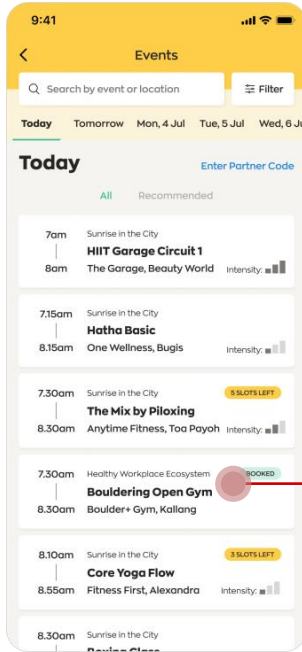 9:41
Events
Search by event or location
Filter
Today Tomorrow Mon, 4 Jul Tue, 5 Jul Wed, 6
Today
Enter Partner Code
All Recommended
7am Sunrise in the City
HIIT Garage Circuit 1
8am The Garage, Beauty World Intensity:
7.15am Sunrise in the City
Hatha Basic
8.15am One Wellness, Bugis Intensity:
7.30am Sunrise in the City 5 SLOTS LEFT
The Mix by Piloxing
8.30am Anytime Fitness, Toa Payoh Intensity:
7.30am Healthy Workplace Ecosystem BOOKED
Bouldering Open Gym
8.30am Boulder+ Gym, Kallang
8.10am Sunrise in the City 3 SLOTS LEFT
Core Yoga Flow
8.55am Fitness First, Alexandra Intensity:
8.30am Sunrise in the City